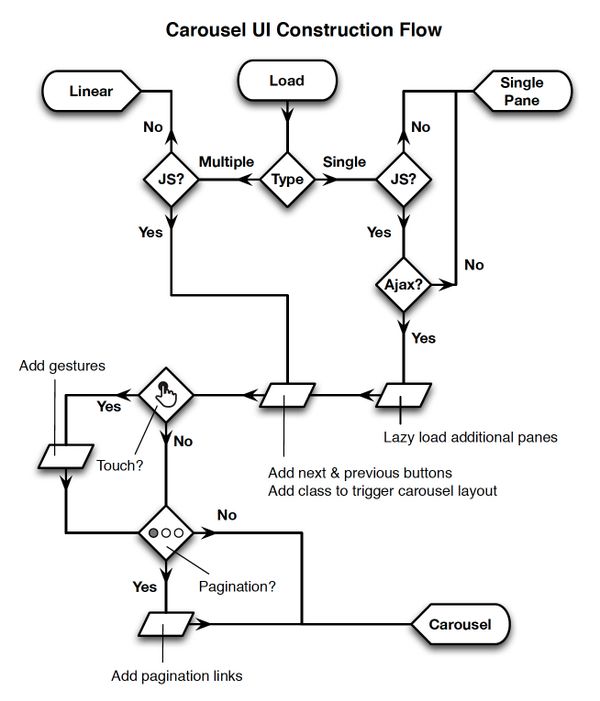 Carousel UI Construction Flow
Linear
Load
Single
Pane
No
No
JS?
Multiple
Type
Single
JS?
Yes
Yes
No
Ajax?
Yes
Add gestures
Yes
No
Touch?
Lazy load additional panes
Add next & previous buttons
Add class to trigger carousel layout
No
Yes
Pagination?
Carousel
Add pagination links